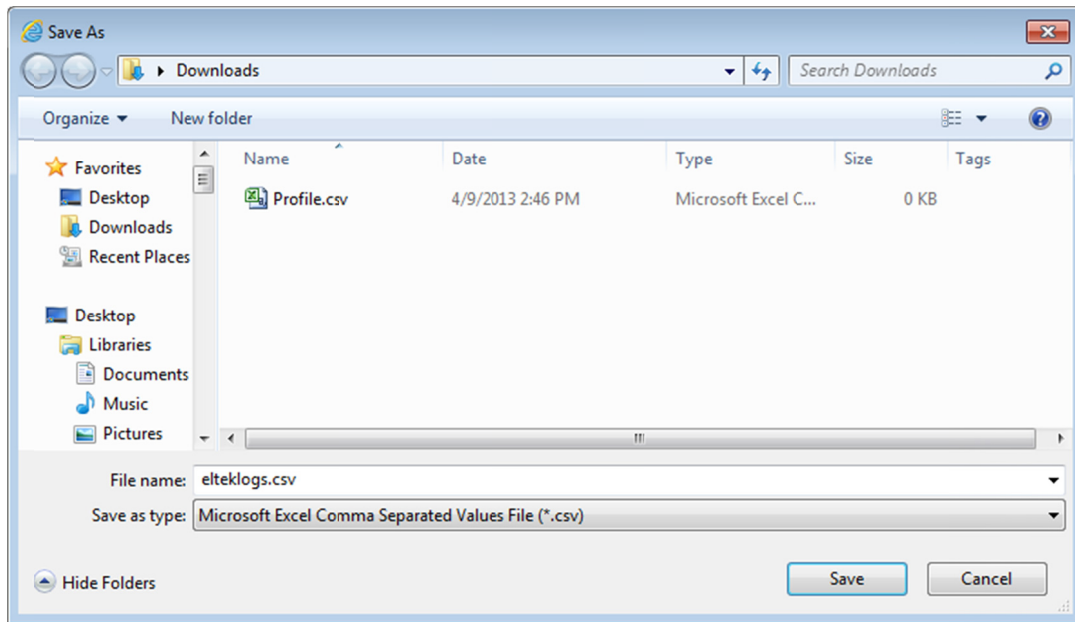 Save As
Downloads
Search Downloads
Organize
New folder
Name Date Type Size Tags
Favorites
Profile.csv 4/9/2013 2:46 PM Microsoft Excel C... 0 KB
Desktop
Downloads
Recent Places
Desktop
Libraries
Documents
Music
Pictures
File name: elteklogs.csv
Save as type: Microsoft Excel Comma Separated Values File (*.csv)
Hide Folders
Save
Cancel